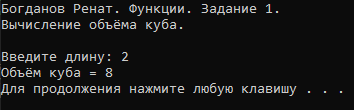 Богданов Ренат. Функции. Задание 1.
Вычисление объёма куба.
Введите длину: 2
Объём куба = 8
Для продолжения нажмите любую клавишу . . .